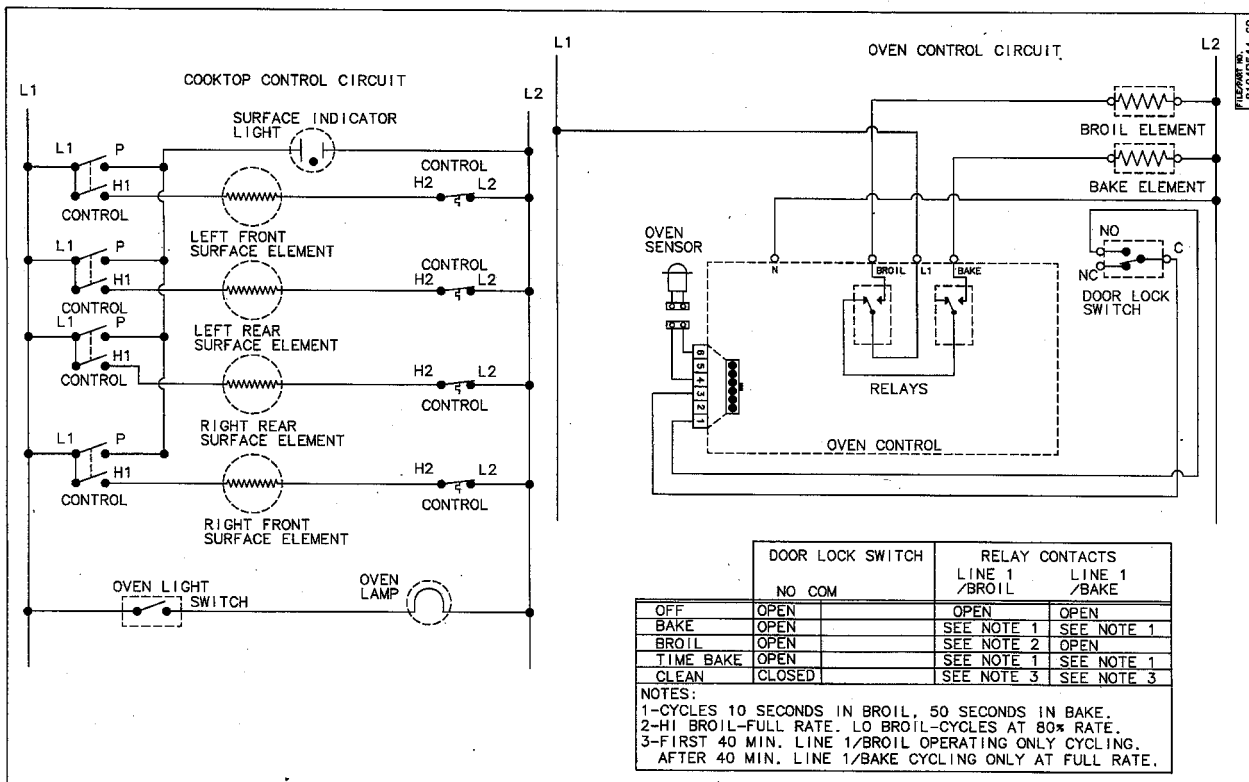 COOKTOP CONTROL CIRCUIT
L1
L2
SURFACE INDICATOR
LIGHT
L1 P
H1
CONTROL
CONTROL
H2 L2
LEFT FRONT
SURFACE ELEMENT
L1 P
H1
CONTROL
CONTROL
H2 L2
LEFT REAR
SURFACE ELEMENT
L1 P
H1
CONTROL
H2 L2
CONTROL
RIGHT REAR
SURFACE ELEMENT
L1 P
H1
CONTROL
H2 L2
CONTROL
RIGHT FRONT
SURFACE ELEMENT
OVEN LIGHT
SWITCH
OVEN
LAMP
L1
OVEN CONTROL CIRCUIT
L2
FILE/PART NO.
BROIL ELEMENT
BAKE ELEMENT
OVEN
SENSOR
NO
C
NC
DOOR LOCK
SWITCH
N
BROIL
L1
BAKE
RELAYS
6
5
4
3
2
1
OVEN CONTROL
DOOR LOCK SWITCH RELAY CONTACTS
NO COM LINE 1 /BROIL LINE 1 /BAKE
OFF OPEN OPEN OPEN
BAKE OPEN SEE NOTE 1 SEE NOTE 1
BROIL OPEN SEE NOTE 2 OPEN
TIME BAKE OPEN SEE NOTE 1 SEE NOTE 1
CLEAN CLOSED SEE NOTE 3 SEE NOTE 3
NOTES:
1-CYCLES 10 SECONDS IN BROIL, 50 SECONDS IN BAKE.
2-HI BROIL-FULL RATE. LO BROIL-CYCLES AT 80% RATE.
3-FIRST 40 MIN. LINE 1/BROIL OPERATING ONLY CYCLING.
AFTER 40 MIN. LINE 1/BAKE CYCLING ONLY AT FULL RATE.